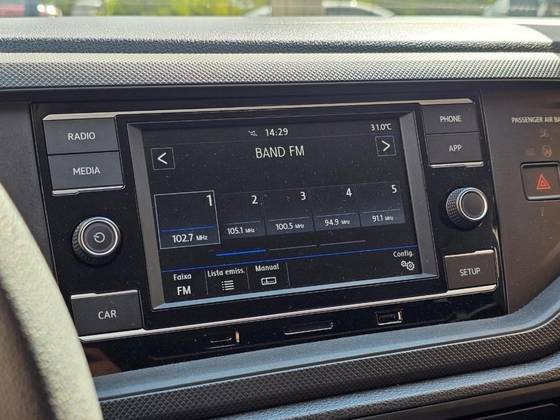 RADIO
MEDIA
CAR
14:29
31.0°C
BAND FM
<
>
1
102.7 MHz
2
105.1 MHz
3
100.5 MHz
4
94.9 MHz
5
91.1 MHz
Faixa
FM
Lista emiss.
Manual
Config.
PHONE
APP
SETUP
PASSENGER AIR BA